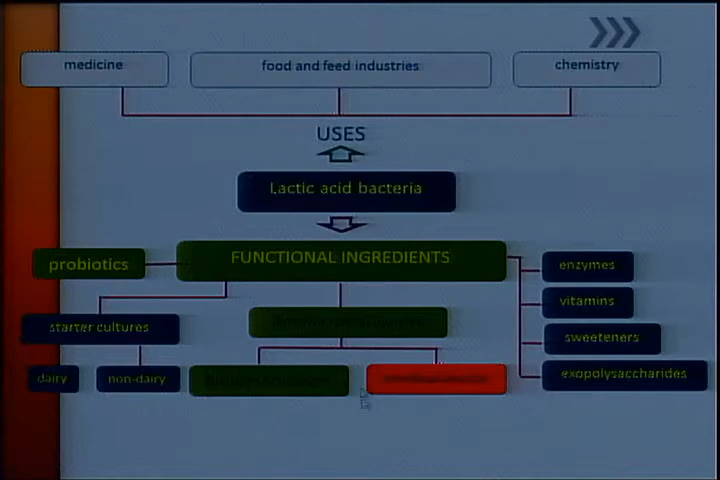 medicine
food and feed industries
chemistry
USES
Lactic acid bacteria
FUNCTIONAL INGREDIENTS
probiotics
enzymes
vitamins
starter cultures
sweeteners
dairy
non-dairy
exopolysaccharides